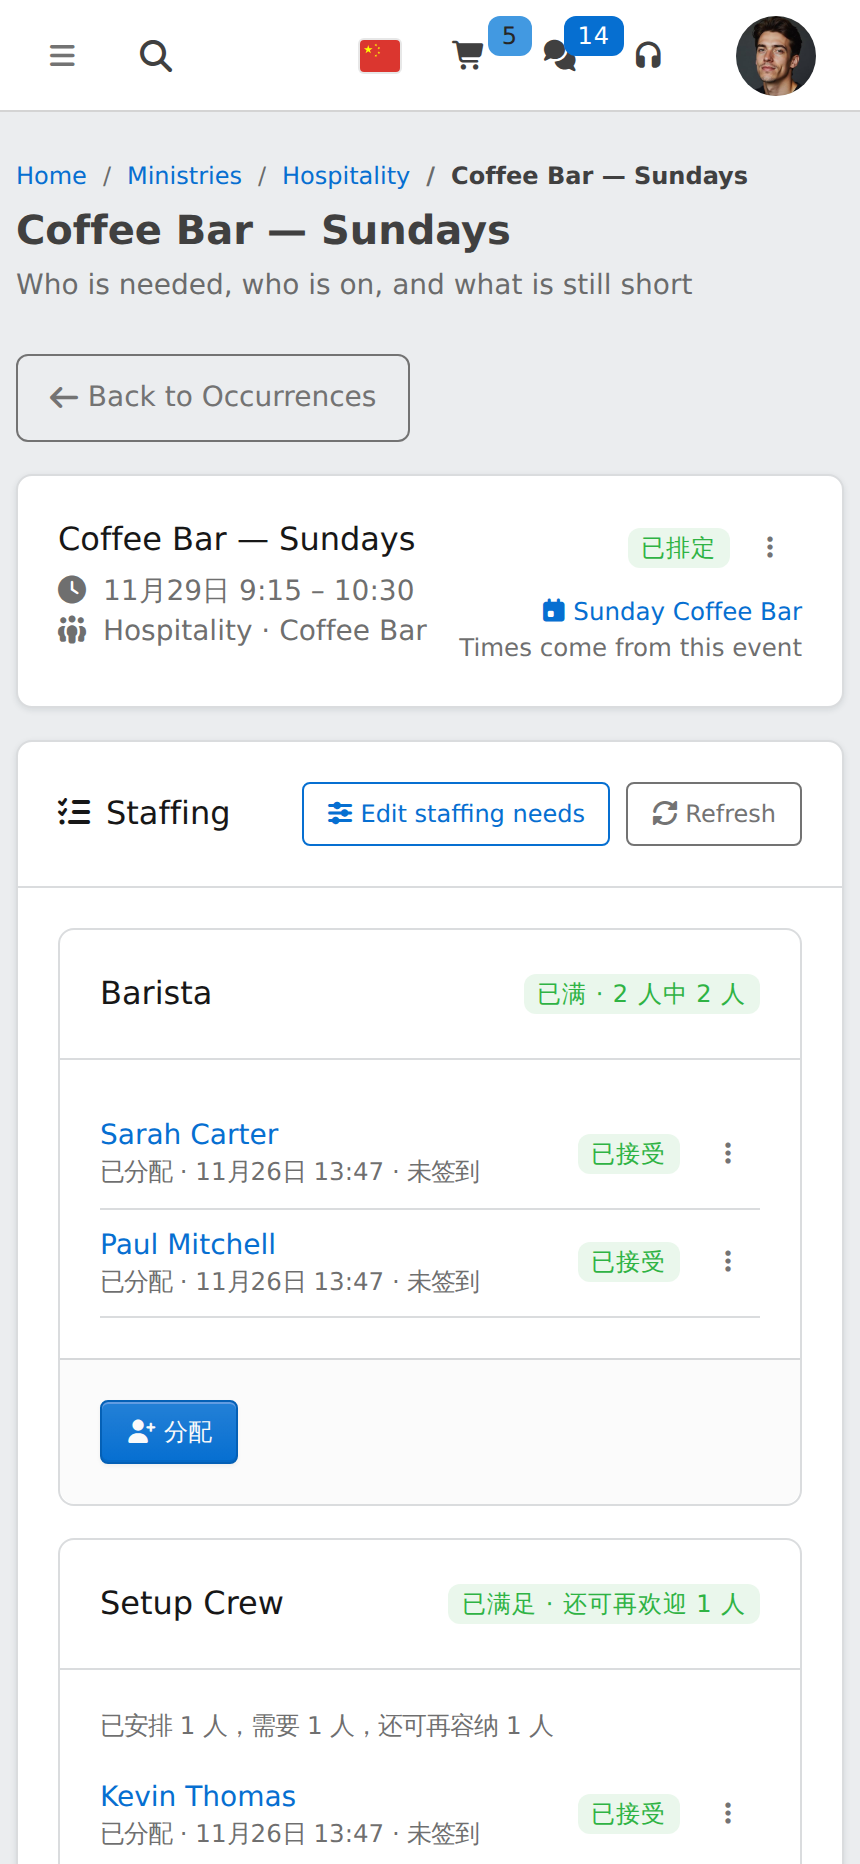 5
14
Home / Ministries / Hospitality / Coffee Bar — Sundays
Coffee Bar — Sundays
Who is needed, who is on, and what is still short
Back to Occurrences
Coffee Bar — Sundays
已排定
11月29日 9:15 – 10:30
Hospitality · Coffee Bar
Sunday Coffee Bar
Times come from this event
Staffing
Edit staffing needs
Refresh
Barista
已满 · 2 人中 2 人
Sarah Carter
已分配 · 11月26日 13:47 · 未签到
已接受
Paul Mitchell
已分配 · 11月26日 13:47 · 未签到
已接受
分配
Setup Crew
已满足 · 还可再欢迎 1 人
已安排 1 人，需要 1 人，还可再容纳 1 人
Kevin Thomas
已分配 · 11月26日 13:47 · 未签到
已接受